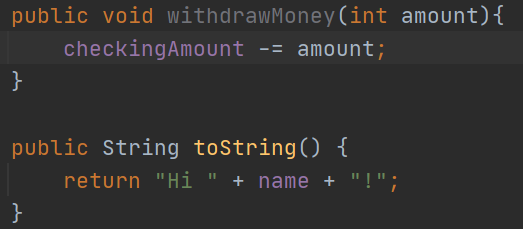 public void withdrawMoney(int amount){
    checkingAmount -= amount;
}

public String toString() {
    return "Hi " + name + "!";
}